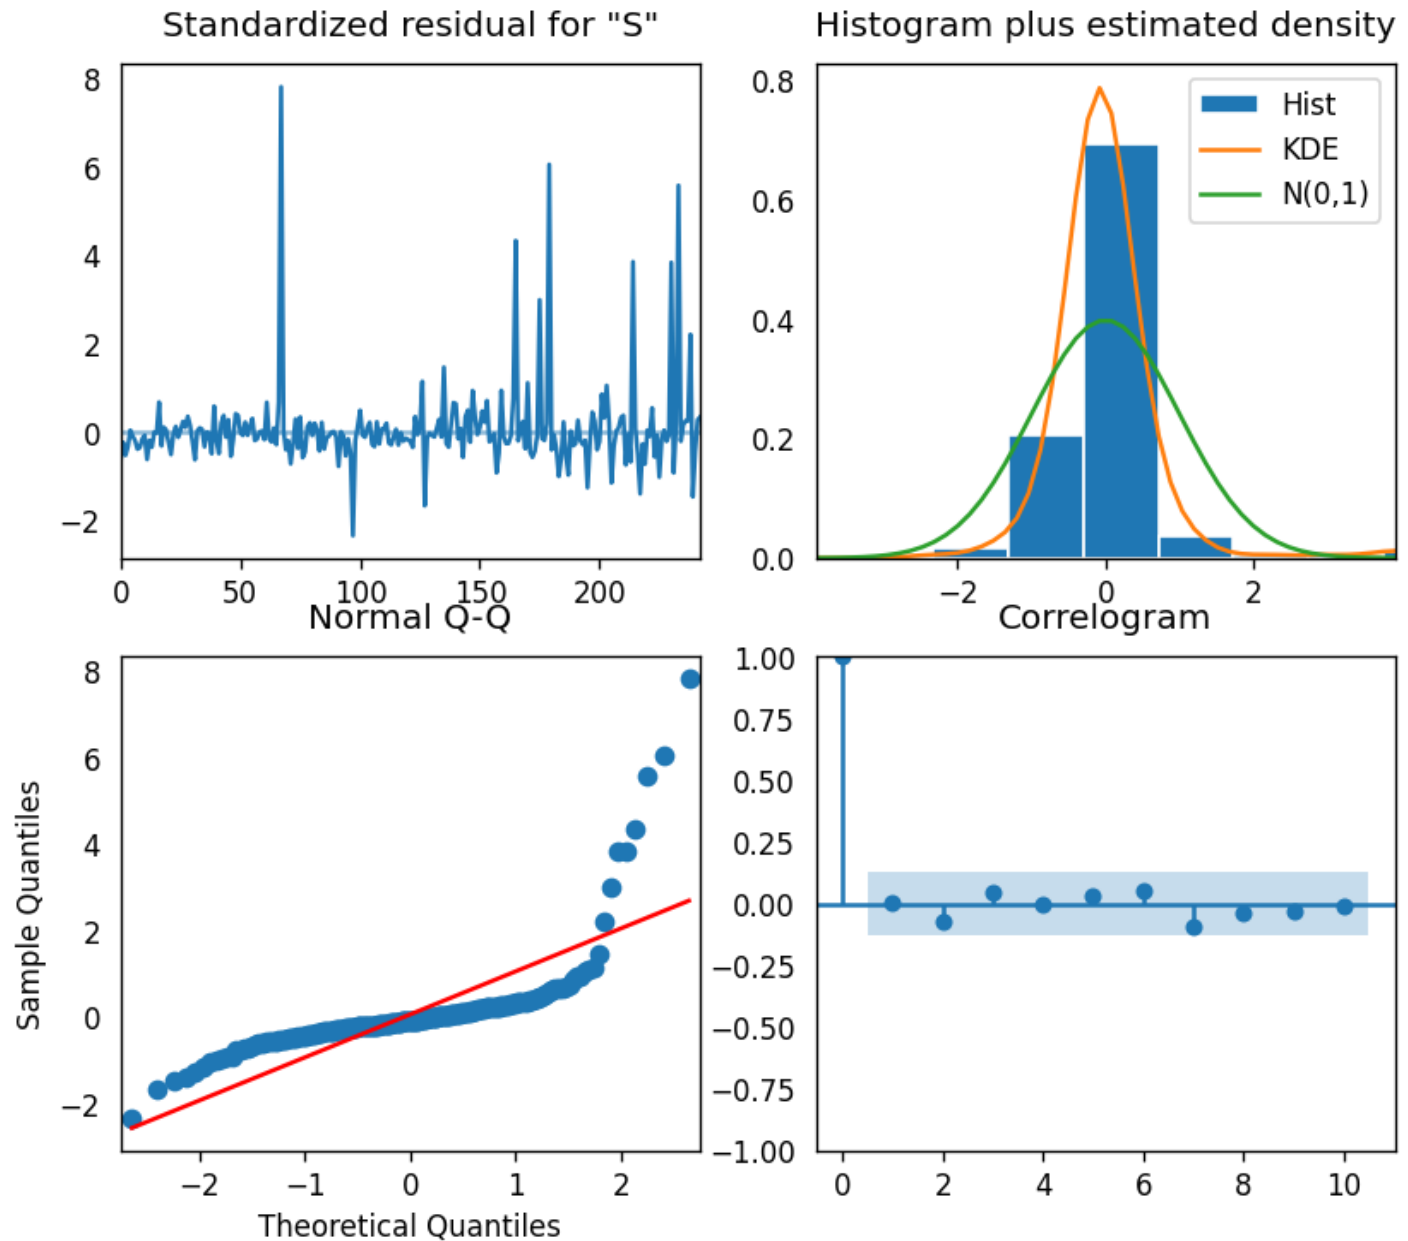 Standardized residual for "S"
8
6
4
2
0
−2
0 50 100 150 200
Histogram plus estimated density
0.8
0.6
0.4
0.2
0.0
−2 0 2
Hist
KDE
N(0,1)
Normal Q-Q
8
6
4
2
0
−2
−2 −1 0 1 2
Sample Quantiles
Theoretical Quantiles
Correlogram
1.00
0.75
0.50
0.25
0.00
−0.25
−0.50
−0.75
−1.00
0 2 4 6 8 10